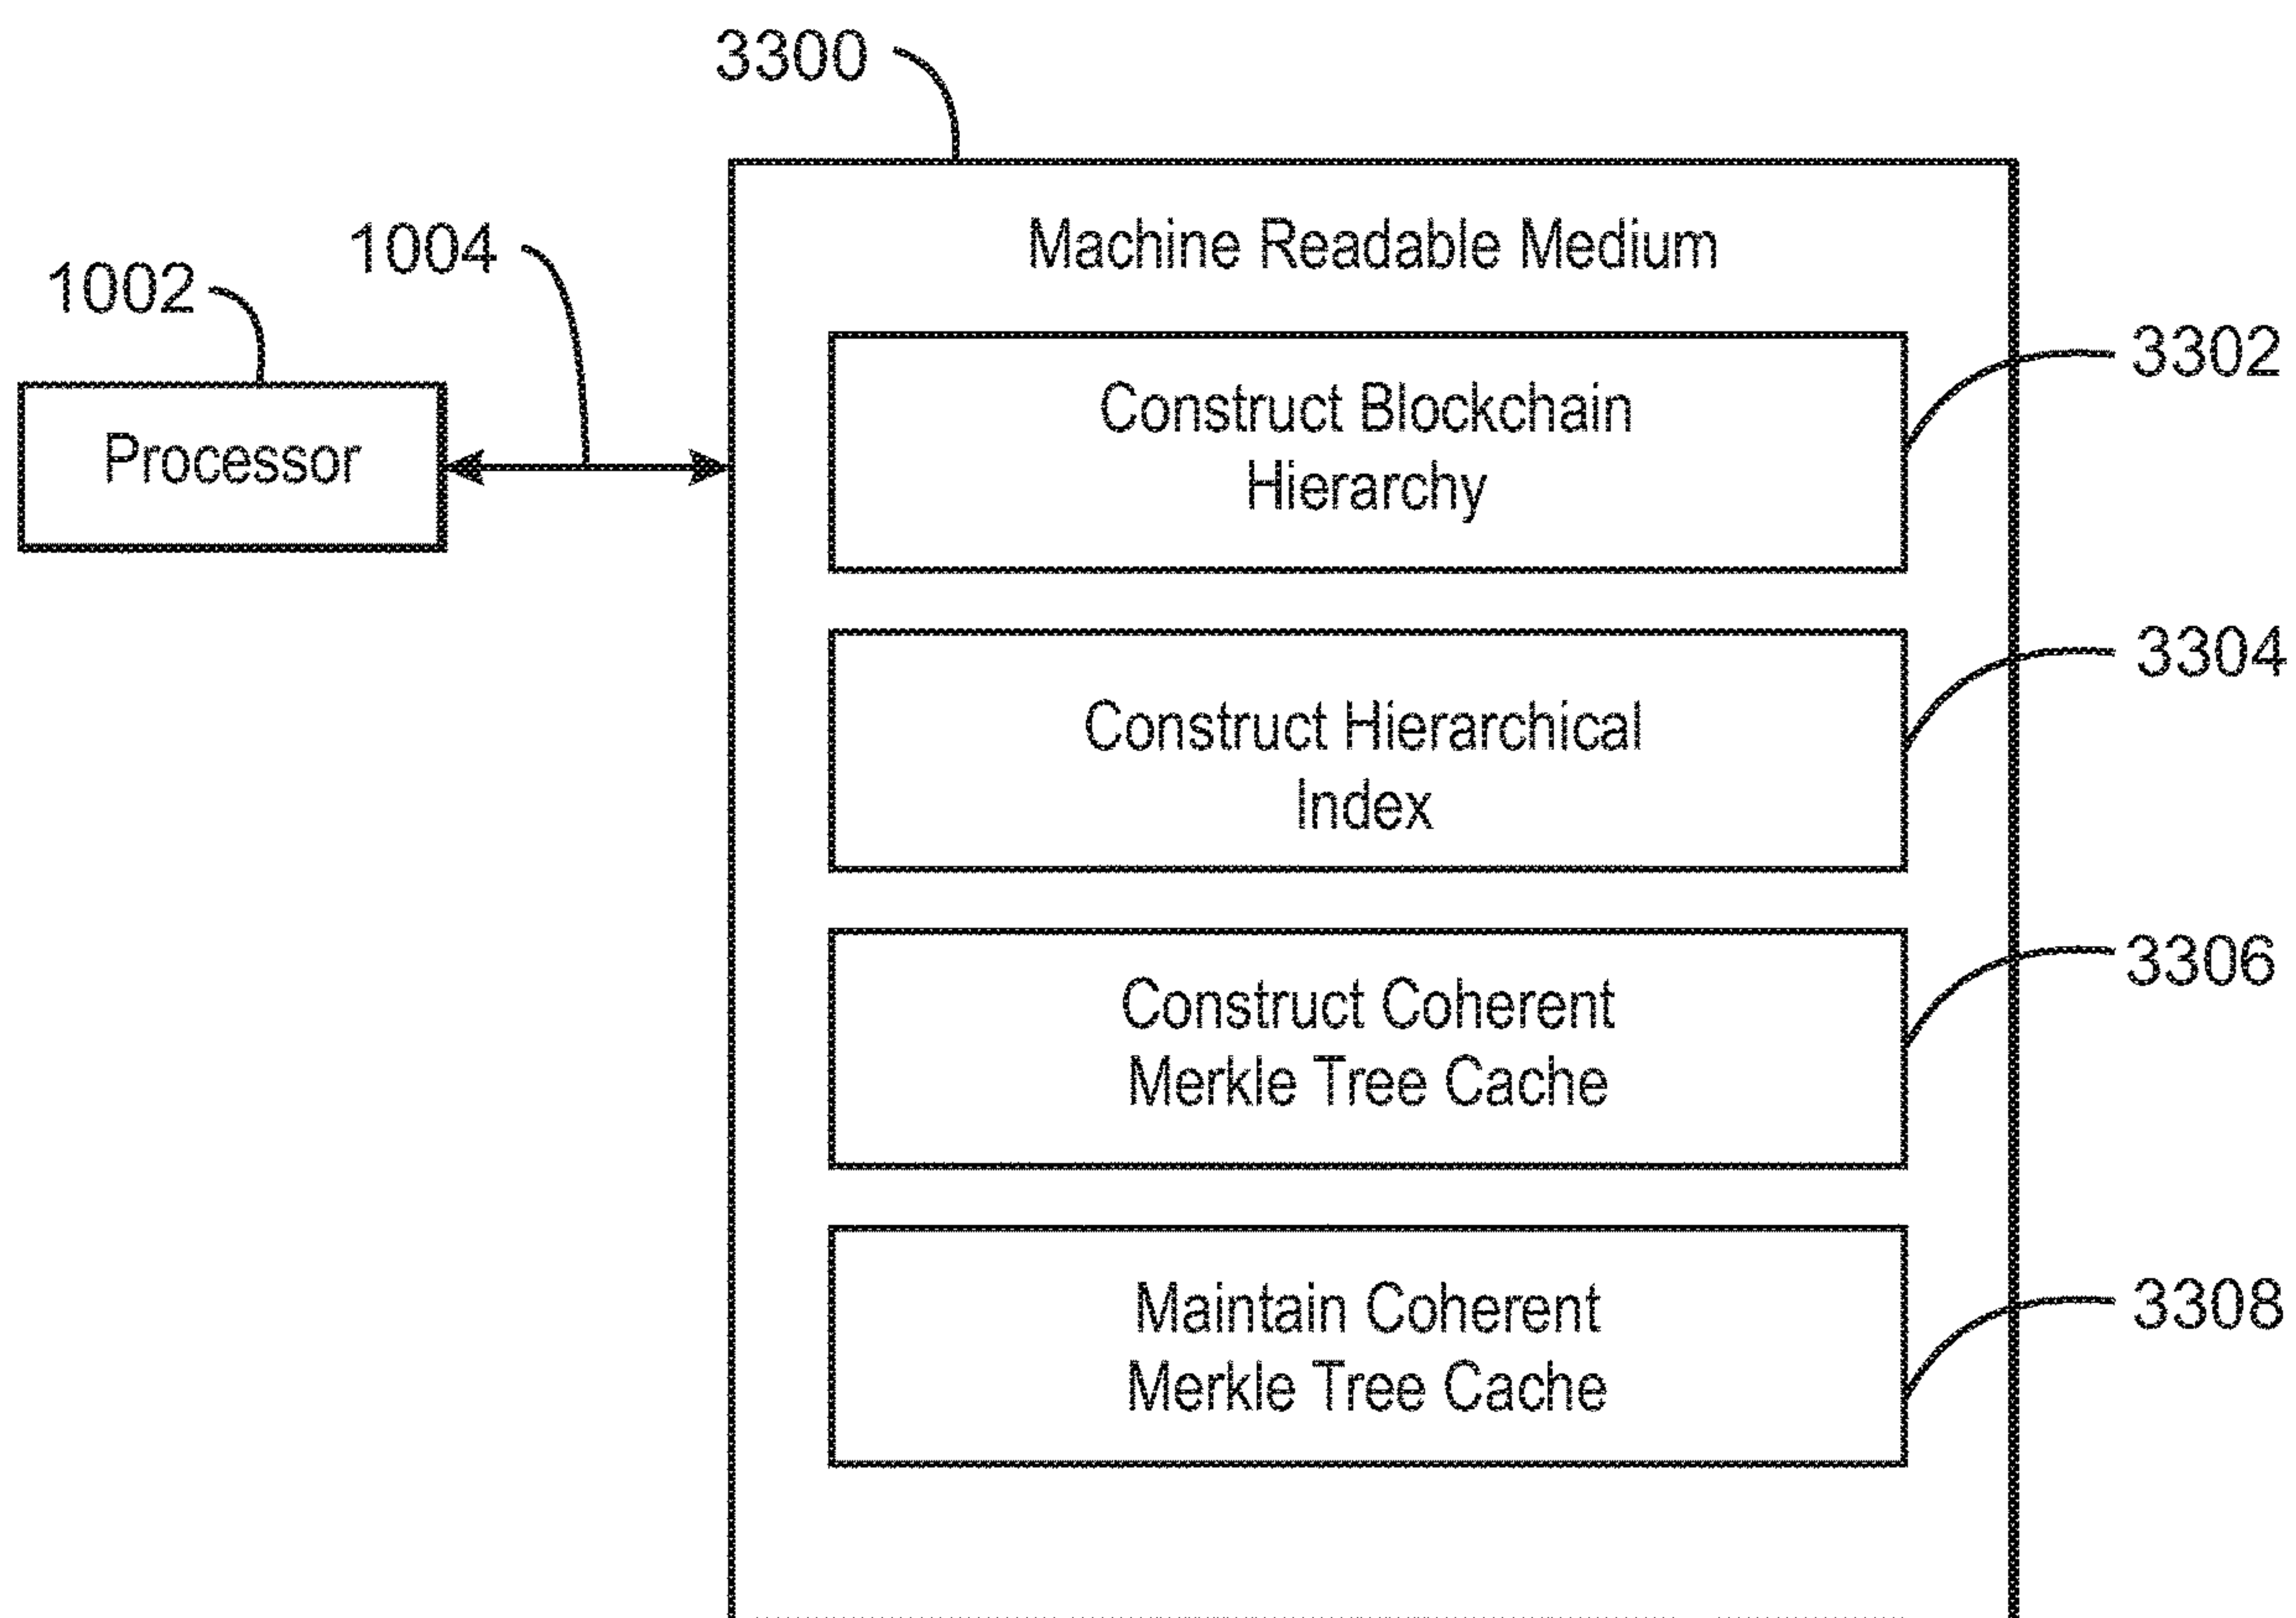 3300
Machine Readable Medium
1004
1002
3302
Construct Blockchain
Hierarchy
Processor
3304
Construct Hierarchical
Index
3306
Construct Coherent
Merkle Tree Cache
3308
Maintain Coherent
Merkle Tree Cache